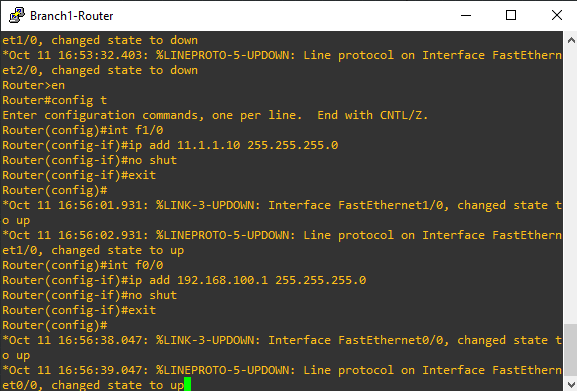 Branch1-Router
et1/0, changed state to down
*Oct 11 16:53:32.403: %LINEPROTO-5-UPDOWN: Line protocol on Interface FastEthern
et2/0, changed state to down
Router>en
Router#config t
Enter configuration commands, one per line.  End with CNTL/Z.
Router(config)#int f1/0
Router(config-if)#ip add 11.1.1.10 255.255.255.0
Router(config-if)#no shut
Router(config-if)#exit
Router(config)#
*Oct 11 16:56:01.931: %LINK-3-UPDOWN: Interface FastEthernet1/0, changed state t
o up
*Oct 11 16:56:02.931: %LINEPROTO-5-UPDOWN: Line protocol on Interface FastEthern
et1/0, changed state to up
Router(config)#int f0/0
Router(config-if)#ip add 192.168.100.1 255.255.255.0
Router(config-if)#no shut
Router(config-if)#exit
Router(config)#
*Oct 11 16:56:38.047: %LINK-3-UPDOWN: Interface FastEthernet0/0, changed state t
o up
*Oct 11 16:56:39.047: %LINEPROTO-5-UPDOWN: Line protocol on Interface FastEthern
et0/0, changed state to up